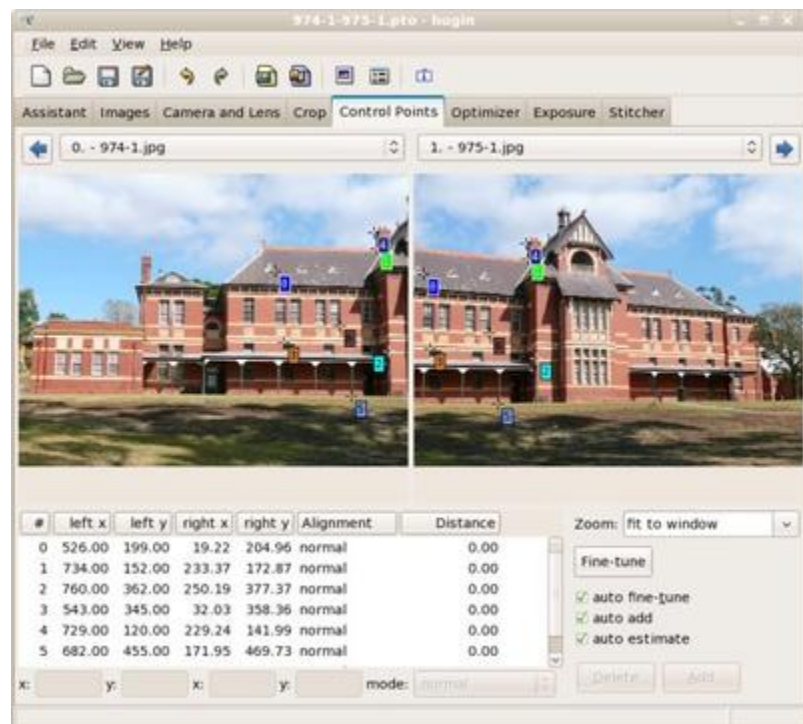 974-1-975-1.pto - hugin
File Edit View Help
Assistant Images Camera and Lens Crop Control Points Optimizer Exposure Stitcher
0. - 974-1.jpg 1. - 975-1.jpg
# left x left y right x right y Alignment Distance
0 526.00 199.00 19.22 204.96 normal 0.00
1 734.00 152.00 233.37 172.87 normal 0.00
2 760.00 362.00 250.19 377.37 normal 0.00
3 543.00 345.00 32.03 358.36 normal 0.00
4 729.00 120.00 229.24 141.99 normal 0.00
5 682.00 455.00 171.95 469.73 normal 0.00
Zoom: fit to window
Fine-tune
auto fine-tune
auto add
auto estimate
x: y: x: y: mode: normal
Delete Add